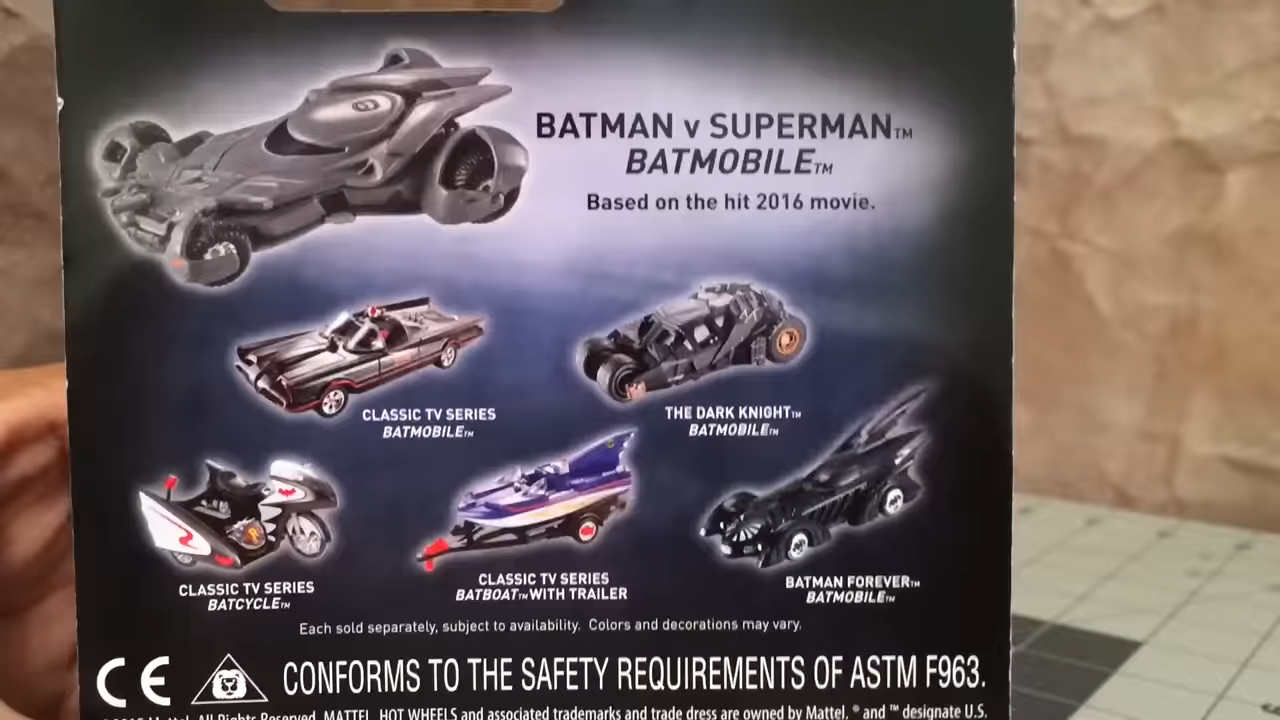 BATMAN v SUPERMAN™
BATMOBILE™
Based on the hit 2016 movie.
CLASSIC TV SERIES
BATMOBILE™
THE DARK KNIGHT™
BATMOBILE™
CLASSIC TV SERIES
BATCYCLE™
CLASSIC TV SERIES
BATBOAT™ WITH TRAILER
BATMAN FOREVER™
BATMOBILE™
Each sold separately, subject to availability. Colors and decorations may vary.
CE CONFORMS TO THE SAFETY REQUIREMENTS OF ASTM F963.
Mattel. All Rights Reserved. MATTEL, HOT WHEELS and associated trademarks and trade dress are owned by Mattel. ® and ™ designate U.S.